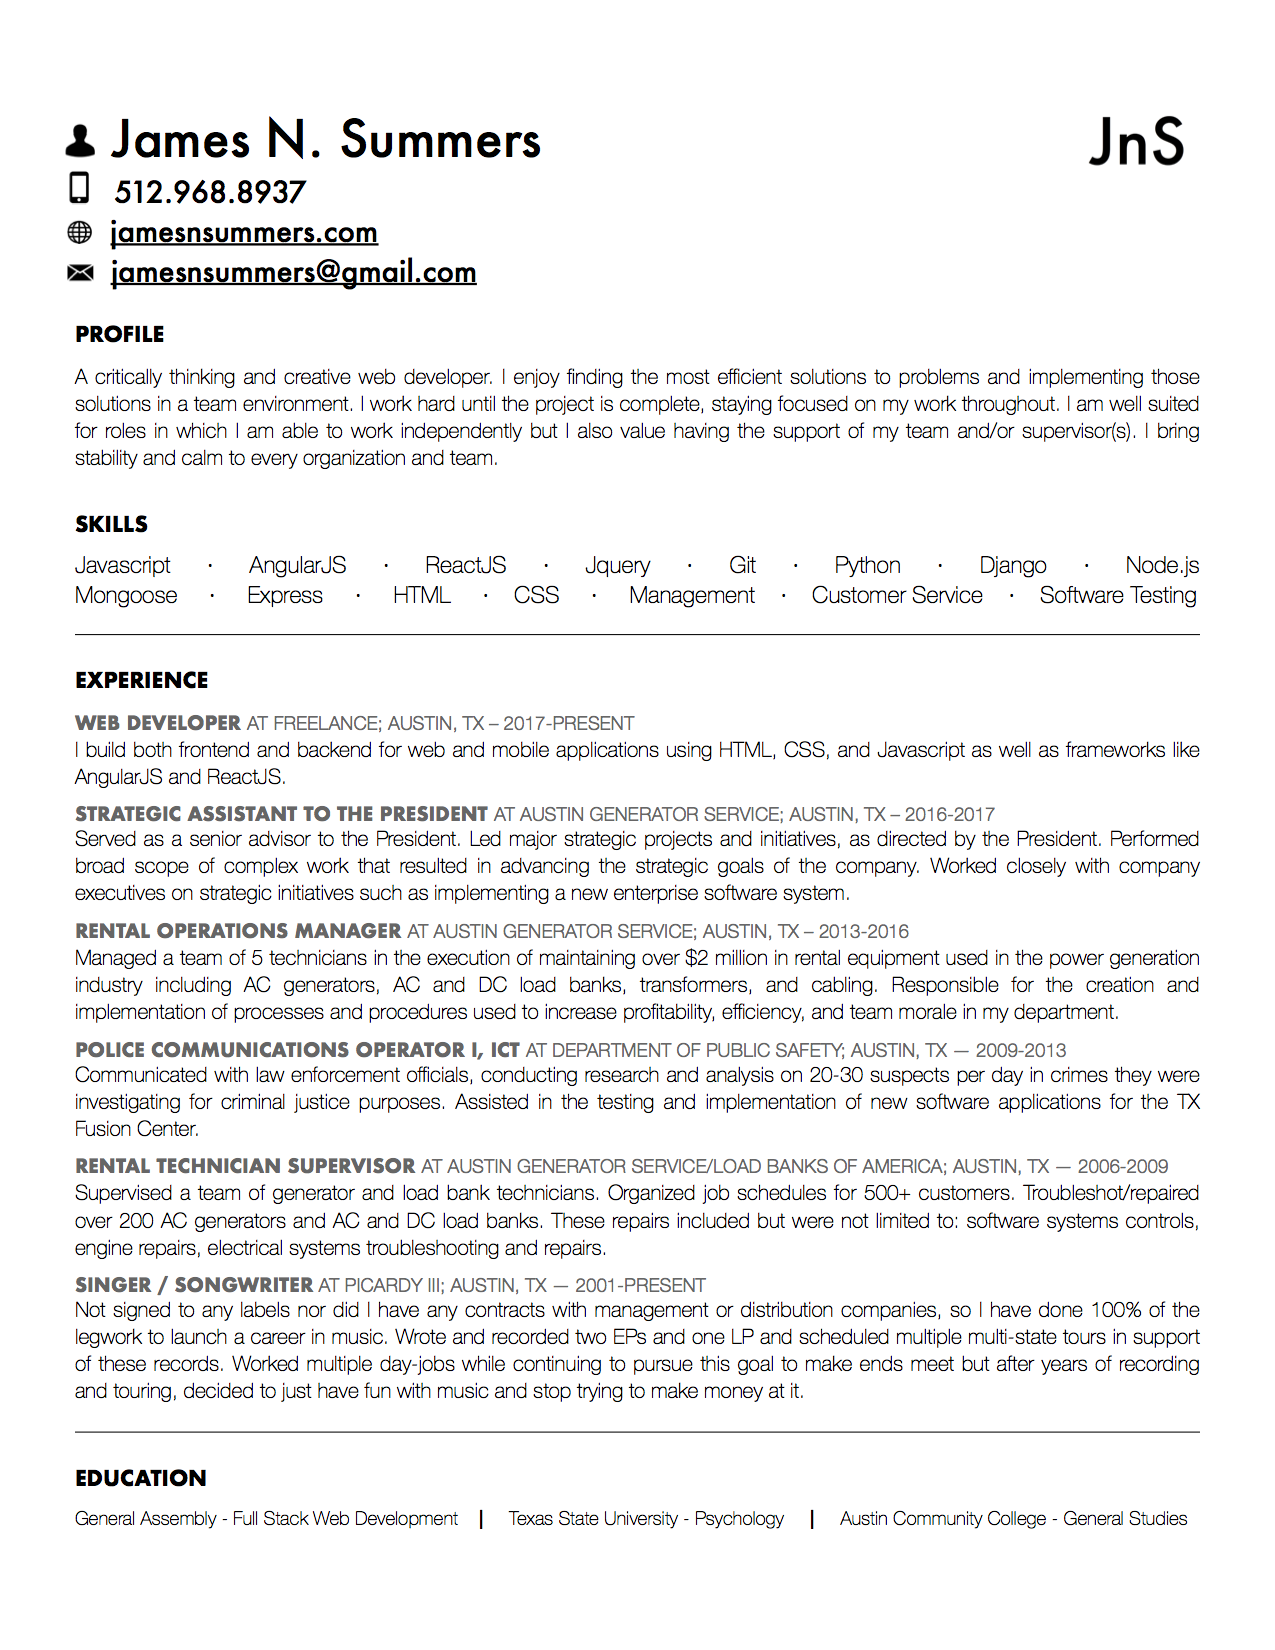 James N. Summers
JnS
512.968.8937
jamesnsummers.com
jamesnsummers@gmail.com
PROFILE
A critically thinking and creative web developer. I enjoy finding the most efficient solutions to problems and implementing those
solutions in a team environment. I work hard until the project is complete, staying focused on my work throughout. I am well suited
for roles in which I am able to work independently but I also value having the support of my team and/or supervisor(s). I bring
stability and calm to every organization and team.
SKILLS
Javascript · AngularJS · ReactJS · Jquery · Git · Python · Django · Node.js
Mongoose · Express · HTML · CSS · Management · Customer Service · Software Testing
EXPERIENCE
WEB DEVELOPER AT FREELANCE; AUSTIN, TX – 2017-PRESENT
I build both frontend and backend for web and mobile applications using HTML, CSS, and Javascript as well as frameworks like
AngularJS and ReactJS.
STRATEGIC ASSISTANT TO THE PRESIDENT AT AUSTIN GENERATOR SERVICE; AUSTIN, TX – 2016-2017
Served as a senior advisor to the President. Led major strategic projects and initiatives, as directed by the President. Performed
broad scope of complex work that resulted in advancing the strategic goals of the company. Worked closely with company
executives on strategic initiatives such as implementing a new enterprise software system.
RENTAL OPERATIONS MANAGER AT AUSTIN GENERATOR SERVICE; AUSTIN, TX – 2013-2016
Managed a team of 5 technicians in the execution of maintaining over $2 million in rental equipment used in the power generation
industry including AC generators, AC and DC load banks, transformers, and cabling. Responsible for the creation and
implementation of processes and procedures used to increase profitability, efficiency, and team morale in my department.
POLICE COMMUNICATIONS OPERATOR I, ICT AT DEPARTMENT OF PUBLIC SAFETY; AUSTIN, TX — 2009-2013
Communicated with law enforcement officials, conducting research and analysis on 20-30 suspects per day in crimes they were
investigating for criminal justice purposes. Assisted in the testing and implementation of new software applications for the TX
Fusion Center.
RENTAL TECHNICIAN SUPERVISOR AT AUSTIN GENERATOR SERVICE/LOAD BANKS OF AMERICA; AUSTIN, TX — 2006-2009
Supervised a team of generator and load bank technicians. Organized job schedules for 500+ customers. Troubleshot/repaired
over 200 AC generators and AC and DC load banks. These repairs included but were not limited to: software systems controls,
engine repairs, electrical systems troubleshooting and repairs.
SINGER / SONGWRITER AT PICARDY III; AUSTIN, TX — 2001-PRESENT
Not signed to any labels nor did I have any contracts with management or distribution companies, so I have done 100% of the
legwork to launch a career in music. Wrote and recorded two EPs and one LP and scheduled multiple multi-state tours in support
of these records. Worked multiple day-jobs while continuing to pursue this goal to make ends meet but after years of recording
and touring, decided to just have fun with music and stop trying to make money at it.
EDUCATION
General Assembly - Full Stack Web Development | Texas State University - Psychology | Austin Community College - General Studies